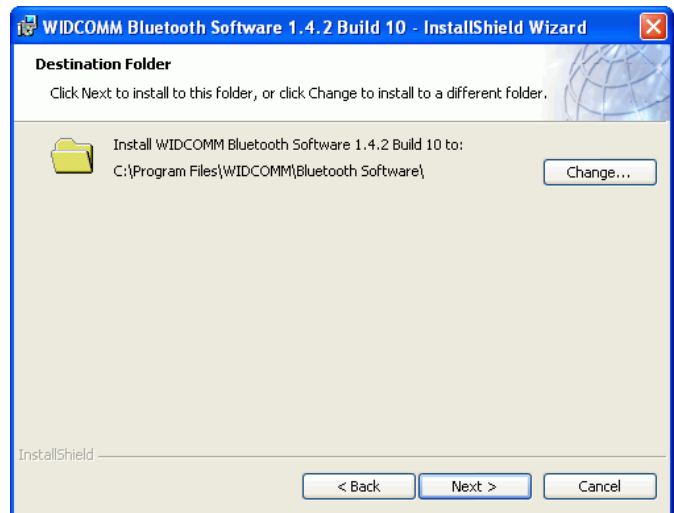 WIDCOMM Bluetooth Software 1.4.2 Build 10 - InstallShield Wizard
Destination Folder
Click Next to install to this folder, or click Change to install to a different folder.
Install WIDCOMM Bluetooth Software 1.4.2 Build 10 to:
C:\Program Files\WIDCOMM\Bluetooth Software\
Change...
InstallShield
< Back
Next >
Cancel